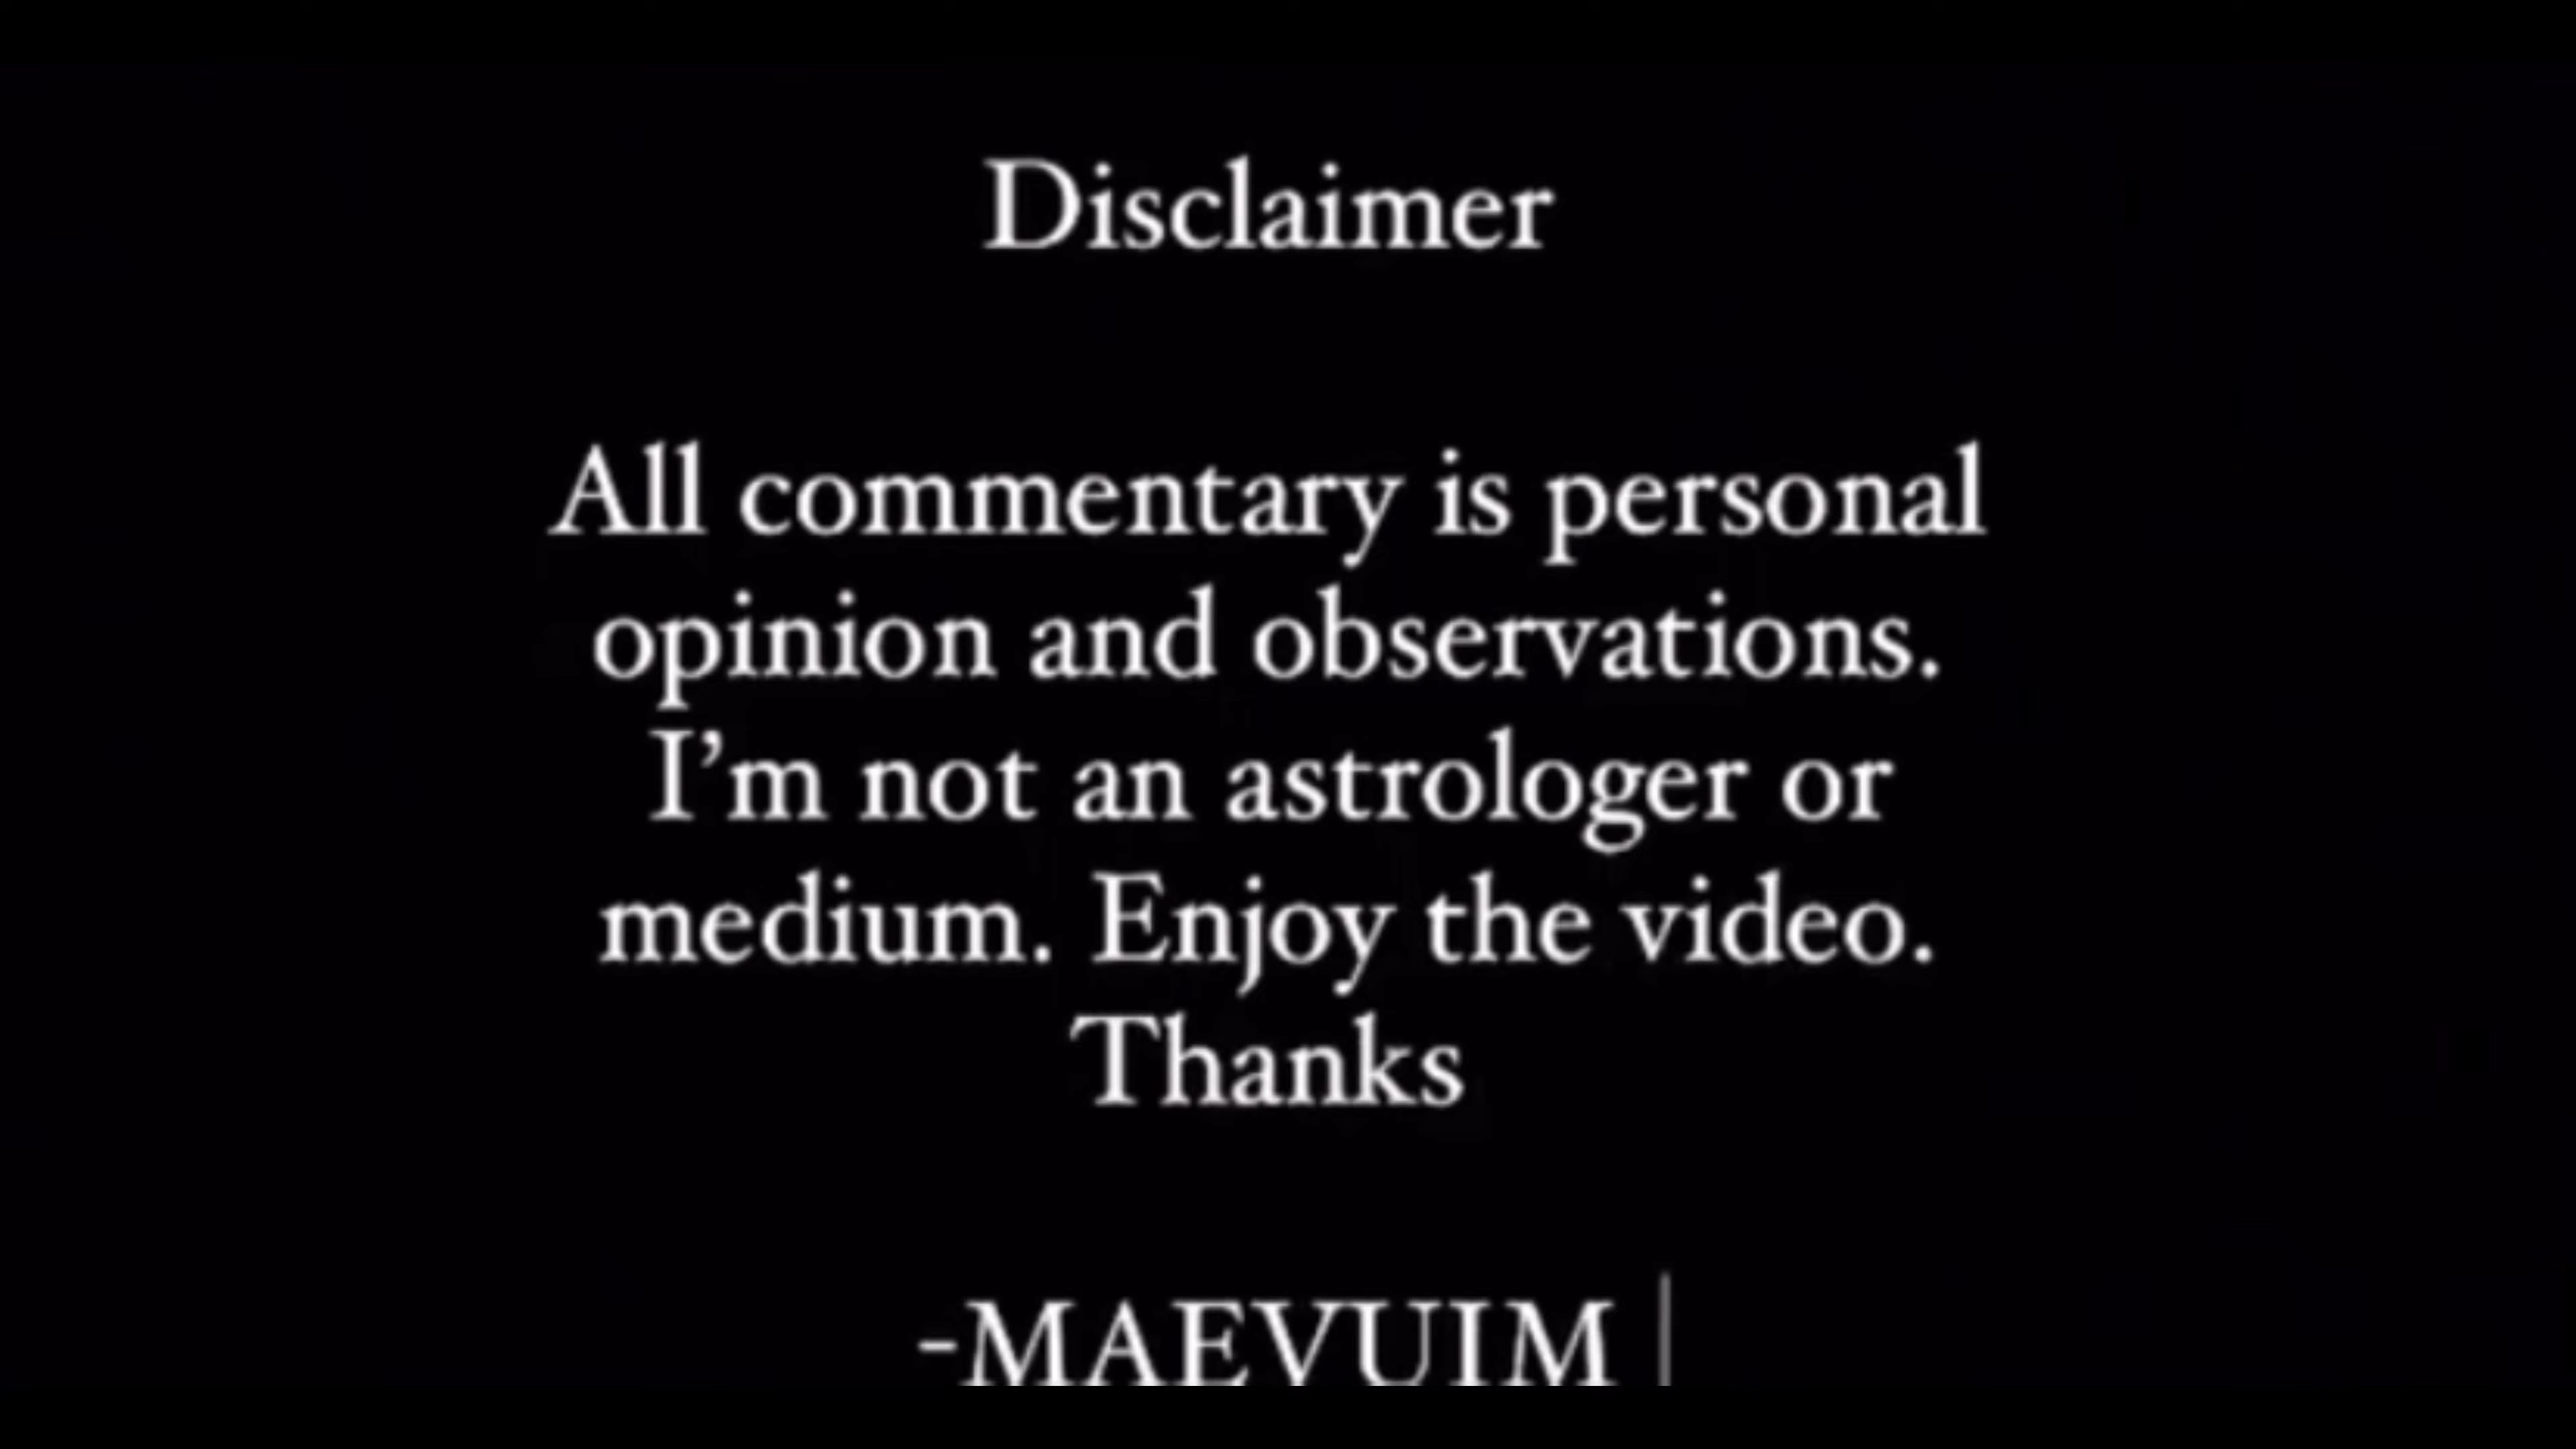 Disclaimer
All commentary is personal
opinion and observations.
I’m not an astrologer or
medium. Enjoy the video.
Thanks
-MAEVUIM